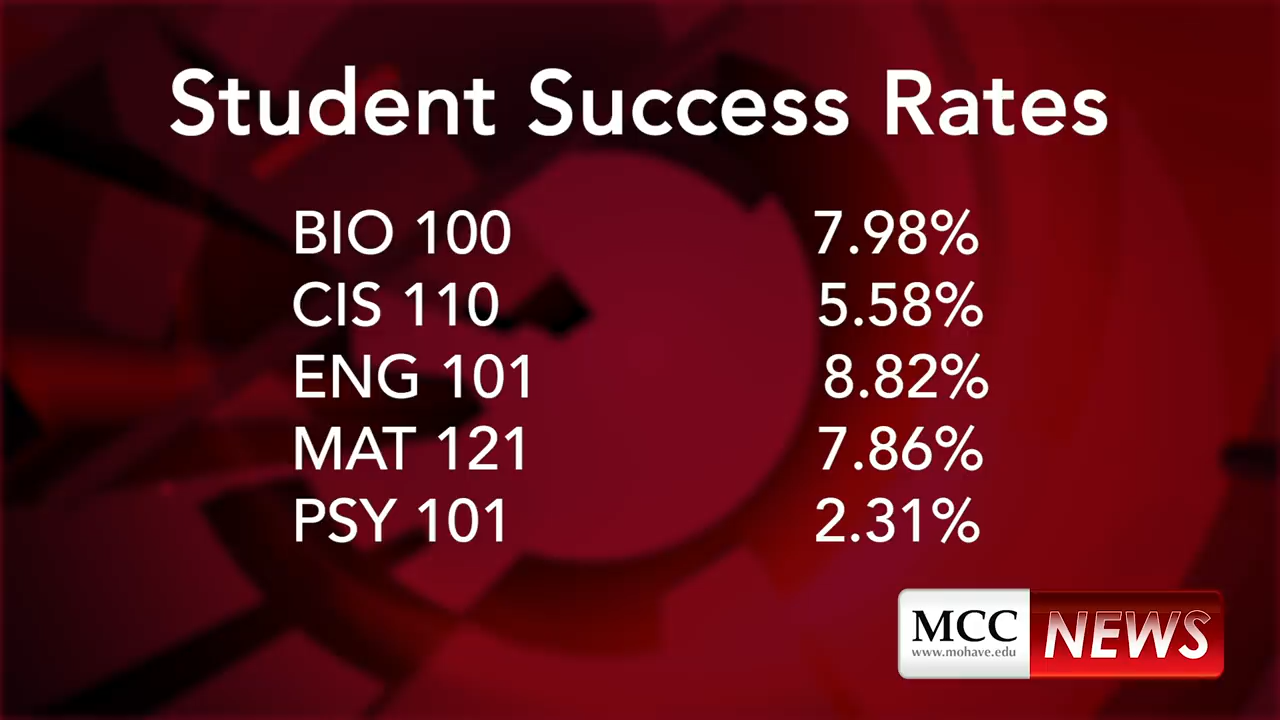 Student Success Rates
BIO 100 7.98%
CIS 110 5.58%
ENG 101 8.82%
MAT 121 7.86%
PSY 101 2.31%
MCC NEWS
www.mohave.edu